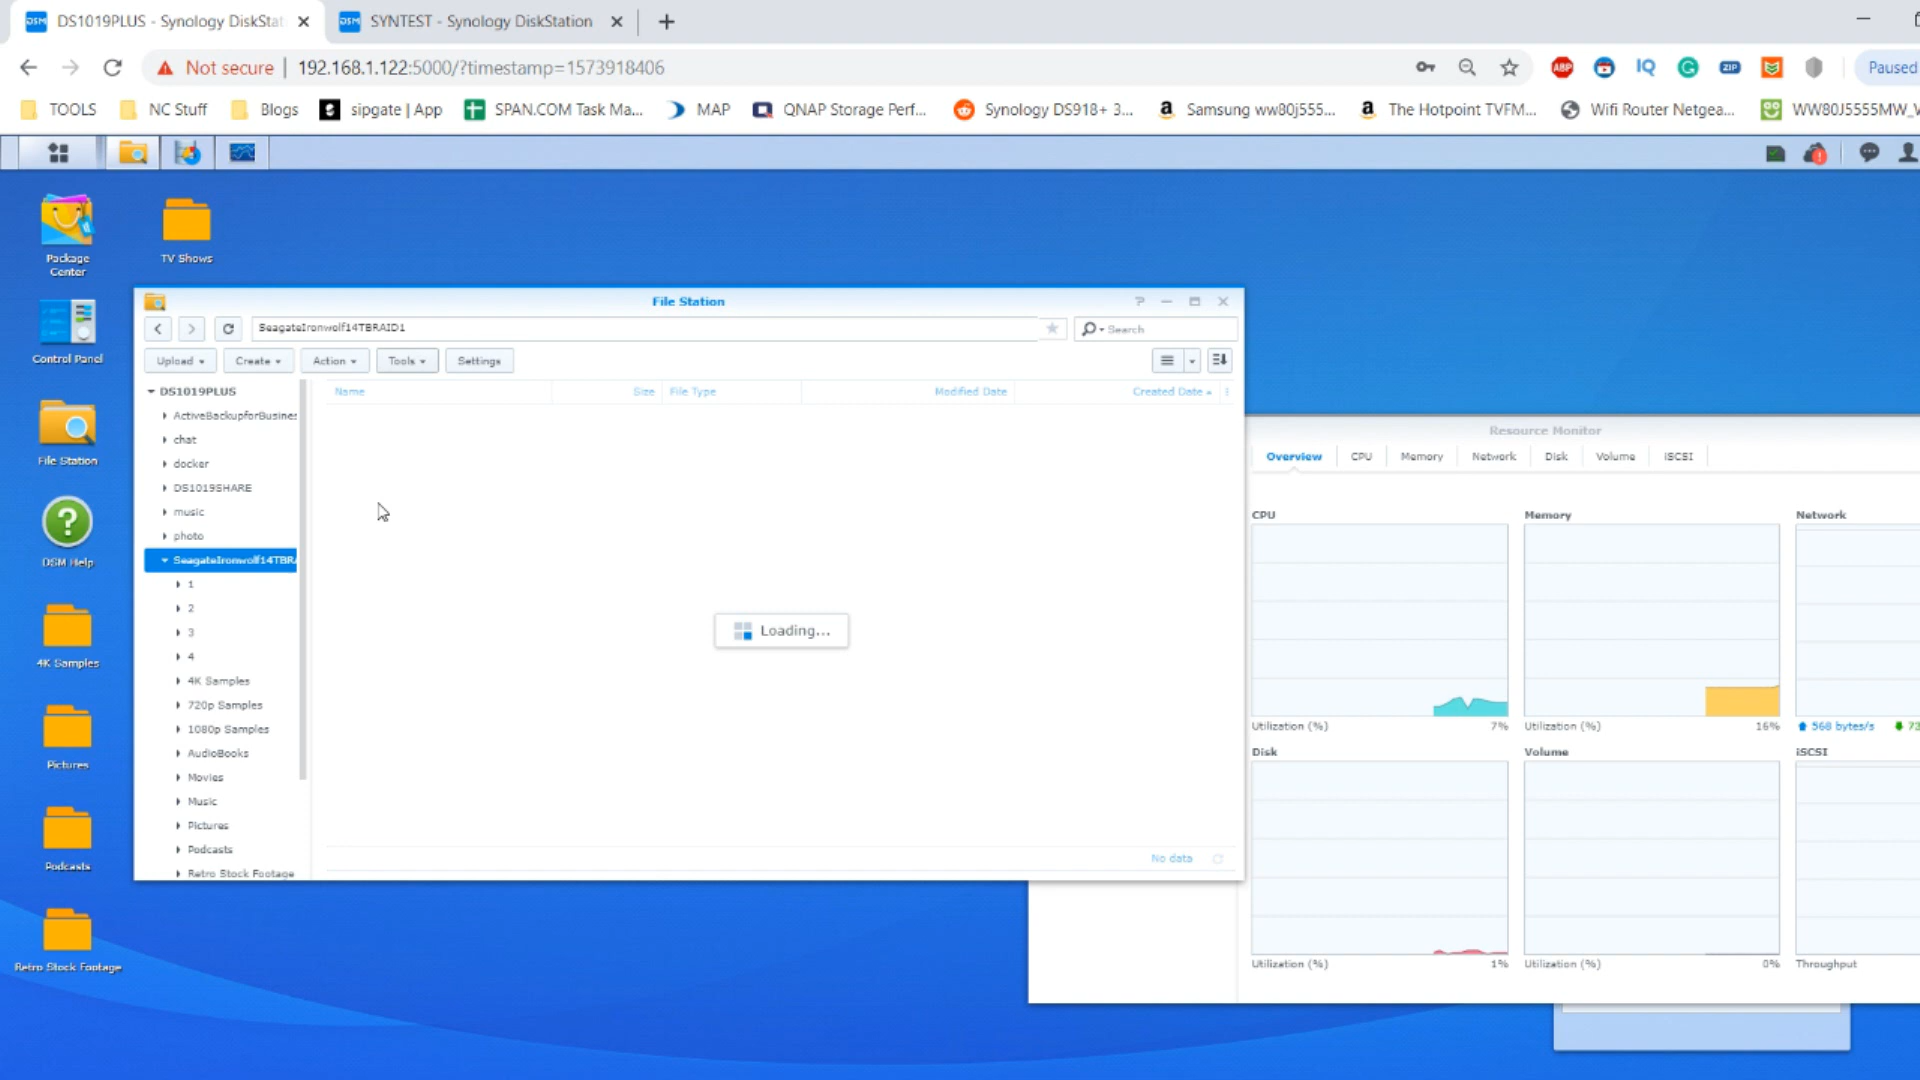 DS1019PLUS - Synology DiskStat
SYNTEST - Synology DiskStation
Not secure
192.168.1.122:5000/?timestamp=1573918406
ABP
IQ
ZIP
Paused
TOOLS
NC Stuff
Blogs
sipgate | App
SPAN.COM Task Ma...
MAP
QNAP Storage Perf...
Synology DS918+ 3...
Samsung ww80j555...
The Hotpoint TVFM...
Wifi Router Netgea...
WW80J5555MW_V
Package
Center
TV Shows
Control Panel
File Station
DSM Help
4K Samples
Pictures
Podcasts
Retro Stock Footage
File Station
SeagateIronwolf14TBRAID1
Search
Upload
Create
Action
Tools
Settings
Name
Size
File Type
Modified Date
Created Date
DS1019PLUS
ActiveBackupforBusines
chat
docker
DS1019SHARE
music
photo
SeagateIronwolf14TBRA
1
2
3
4
4K Samples
720p Samples
1080p Samples
AudioBooks
Movies
Music
Pictures
Podcasts
Retro Stock Footage
Loading...
No data
Resource Monitor
Overview
CPU
Memory
Network
Disk
Volume
iSCSI
CPU
Memory
Network
Utilization (%)
7%
Utilization (%)
16%
568 bytes/s
73
Disk
Volume
iSCSI
Utilization (%)
1%
Utilization (%)
0%
Throughput